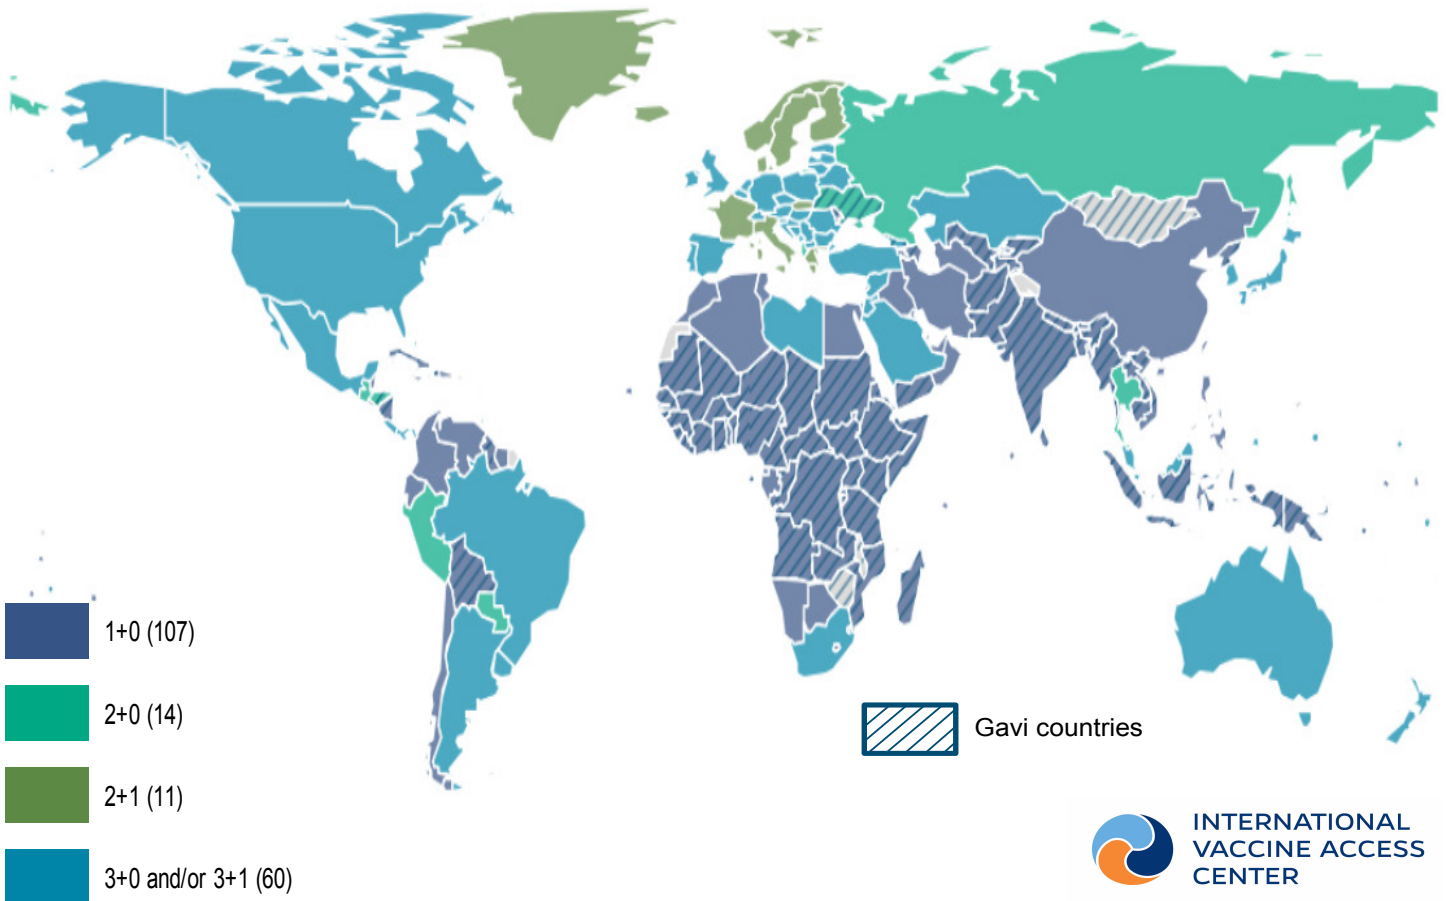 1+0 (107)
2+0 (14)
2+1 (11)
3+0 and/or 3+1 (60)
Gavi countries
INTERNATIONAL
VACCINE ACCESS
CENTER